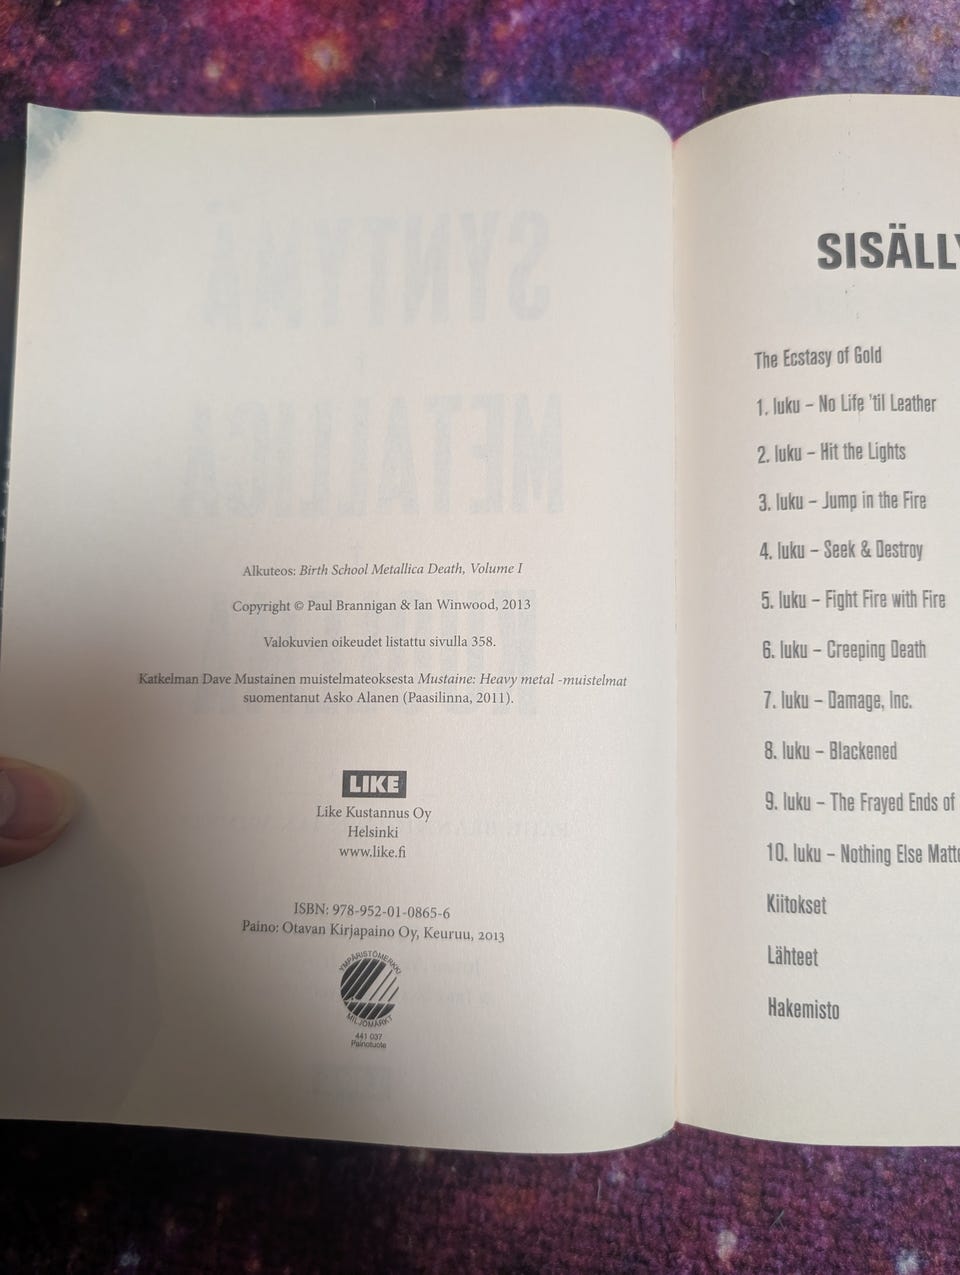 Alkuteos: Birth School Metallica Death, Volume I
Copyright © Paul Brannigan & Ian Winwood, 2013
Valokuvien oikeudet listattu sivulla 358.
Katkelman Dave Mustainen muistelmateoksesta Mustaine: Heavy metal -muistelmat
suomentanut Asko Alanen (Paasilinna, 2011).
LIKE
Like Kustannus Oy
Helsinki
www.like.fi
ISBN: 978-952-01-0865-6
Paino: Otavan Kirjapaino Oy, Keuruu, 2013
YMPÄRISTÖMERKKI
MILJÖMÄRKT
441 037
Painotuote
SISÄLLY
The Ecstasy of Gold
1. luku – No Life 'til Leather
2. luku – Hit the Lights
3. luku – Jump in the Fire
4. luku – Seek & Destroy
5. luku – Fight Fire with Fire
6. luku – Creeping Death
7. luku – Damage, Inc.
8. luku – Blackened
9. luku – The Frayed Ends of
10. luku – Nothing Else Matte
Kiitokset
Lähteet
Hakemisto